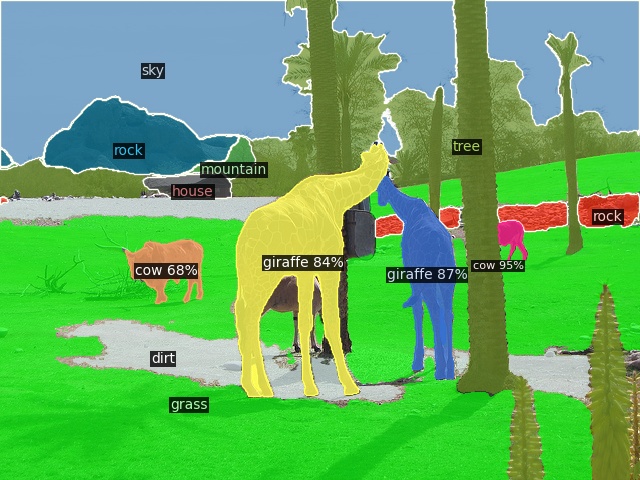 sky
rock
tree
mountain
house
rock
giraffe 84%
cow 68%
giraffe 87%
cow 95%
dirt
grass